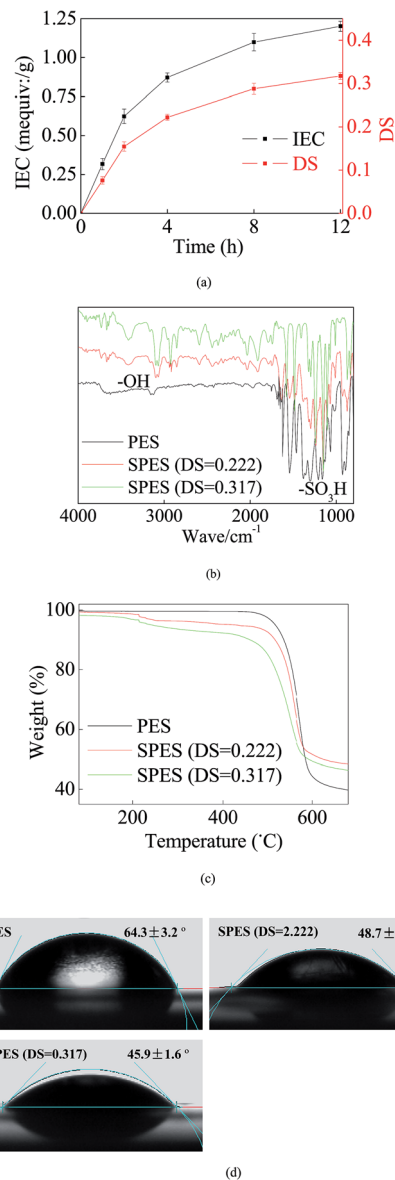 1.25
1.00
0.75
0.50
0.25
0.00
IEC (mequiv:/g)
0.4
0.3
0.2
0.1
0.0
DS
IEC
DS
0 4 8 12
Time (h)
(a)
-OH
PES
SPES (DS=0.222)
SPES (DS=0.317)
-SO3H
4000 3000 2000 1000
Wave/cm-1
(b)
100
80
60
40
Weight (%)
PES
SPES (DS=0.222)
SPES (DS=0.317)
200 400 600
Temperature (°C)
(c)
ES 64.3±3.2 °
SPES (DS=2.222) 48.7±
PES (DS=0.317) 45.9±1.6 °
(d)